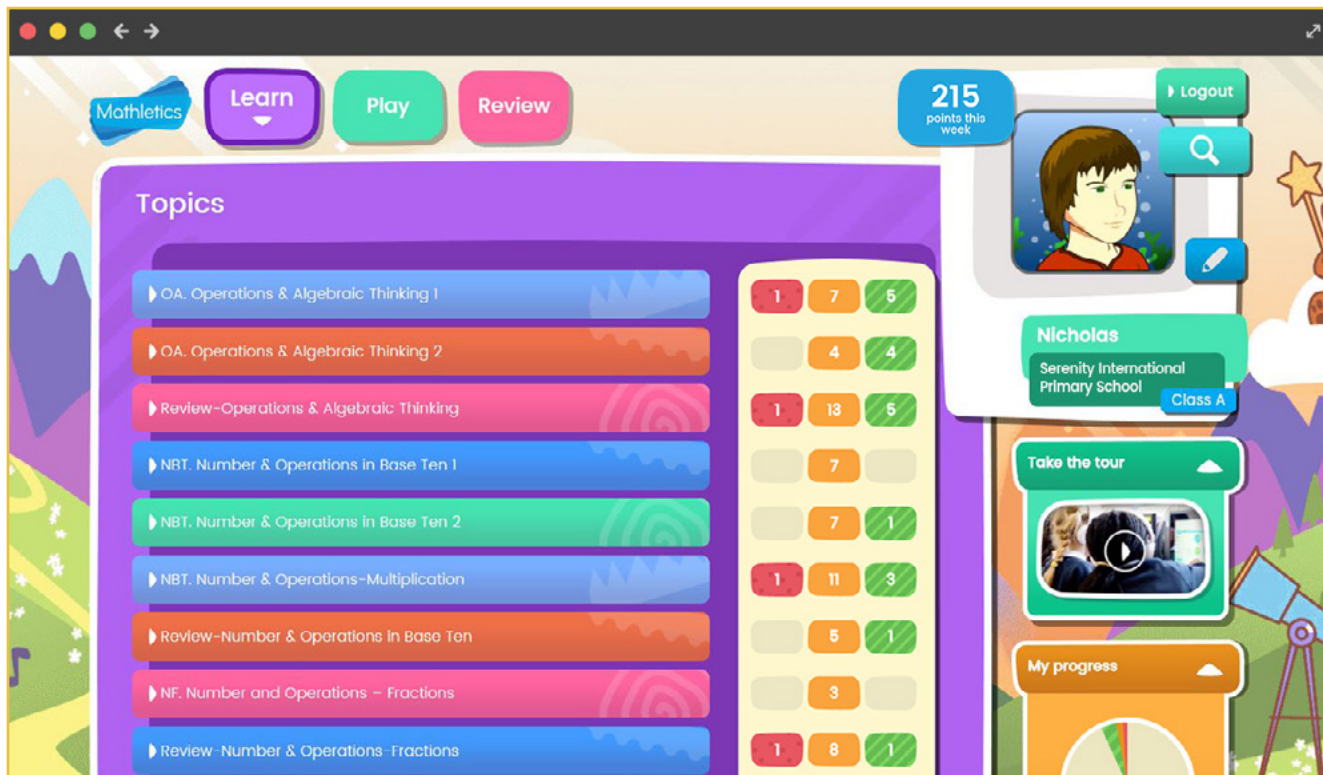 Mathletics
Learn
Play
Review
215
points this
week
Logout
Topics
OA. Operations & Algebraic Thinking 1
1 7 5
OA. Operations & Algebraic Thinking 2
4 4
Review-Operations & Algebraic Thinking
1 13 5
NBT. Number & Operations in Base Ten 1
7
NBT. Number & Operations in Base Ten 2
7 1
NBT. Number & Operations-Multiplication
1 11 3
Review-Number & Operations in Base Ten
5 1
NF. Number and Operations – Fractions
3
Review-Number & Operations-Fractions
1 8 1
Nicholas
Serenity International
Primary School
Class A
Take the tour
My progress